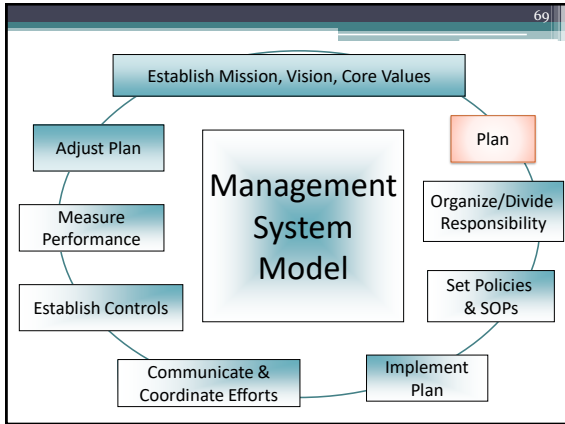 69
Establish Mission, Vision, Core Values
Plan
Organize/Divide
Responsibility
Set Policies
& SOPs
Implement
Plan
Communicate &
Coordinate Efforts
Establish Controls
Measure
Performance
Adjust Plan
Management
System
Model